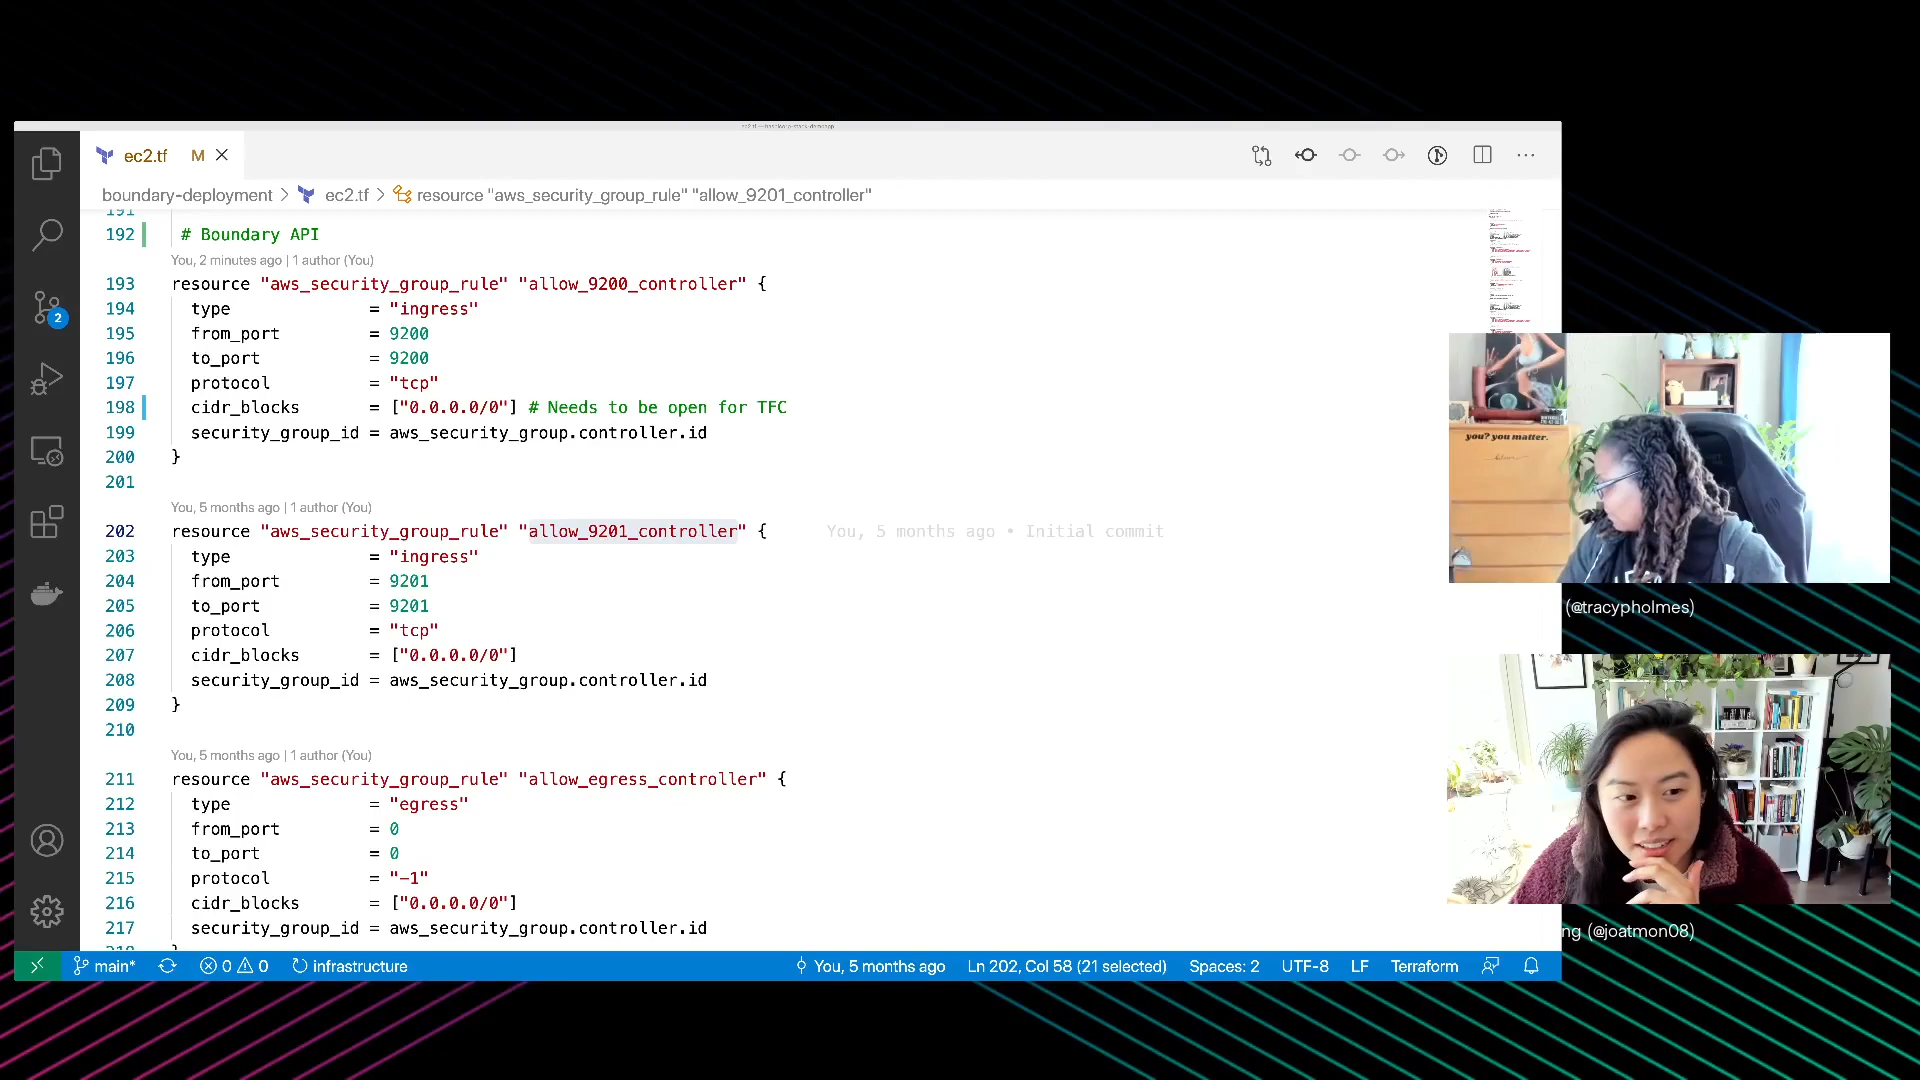 ec2.tf — hashicorp-stack-demoapp
ec2.tf M
boundary-deployment > ec2.tf > resource "aws_security_group_rule" "allow_9201_controller"
191
192 # Boundary API
You, 2 minutes ago | 1 author (You)
193 resource "aws_security_group_rule" "allow_9200_controller" {
194 type = "ingress"
195 from_port = 9200
196 to_port = 9200
197 protocol = "tcp"
198 cidr_blocks = ["0.0.0.0/0"] # Needs to be open for TFC
199 security_group_id = aws_security_group.controller.id
200 }
201
You, 5 months ago | 1 author (You)
202 resource "aws_security_group_rule" "allow_9201_controller" { You, 5 months ago • Initial commit
203 type = "ingress"
204 from_port = 9201
205 to_port = 9201
206 protocol = "tcp"
207 cidr_blocks = ["0.0.0.0/0"]
208 security_group_id = aws_security_group.controller.id
209 }
210
You, 5 months ago | 1 author (You)
211 resource "aws_security_group_rule" "allow_egress_controller" {
212 type = "egress"
213 from_port = 0
214 to_port = 0
215 protocol = "-1"
216 cidr_blocks = ["0.0.0.0/0"]
217 security_group_id = aws_security_group.controller.id
2
main* 0 0 infrastructure You, 5 months ago Ln 202, Col 58 (21 selected) Spaces: 2 UTF-8 LF Terraform
you? you matter.
(@tracypholmes)
ng (@joatmon08)